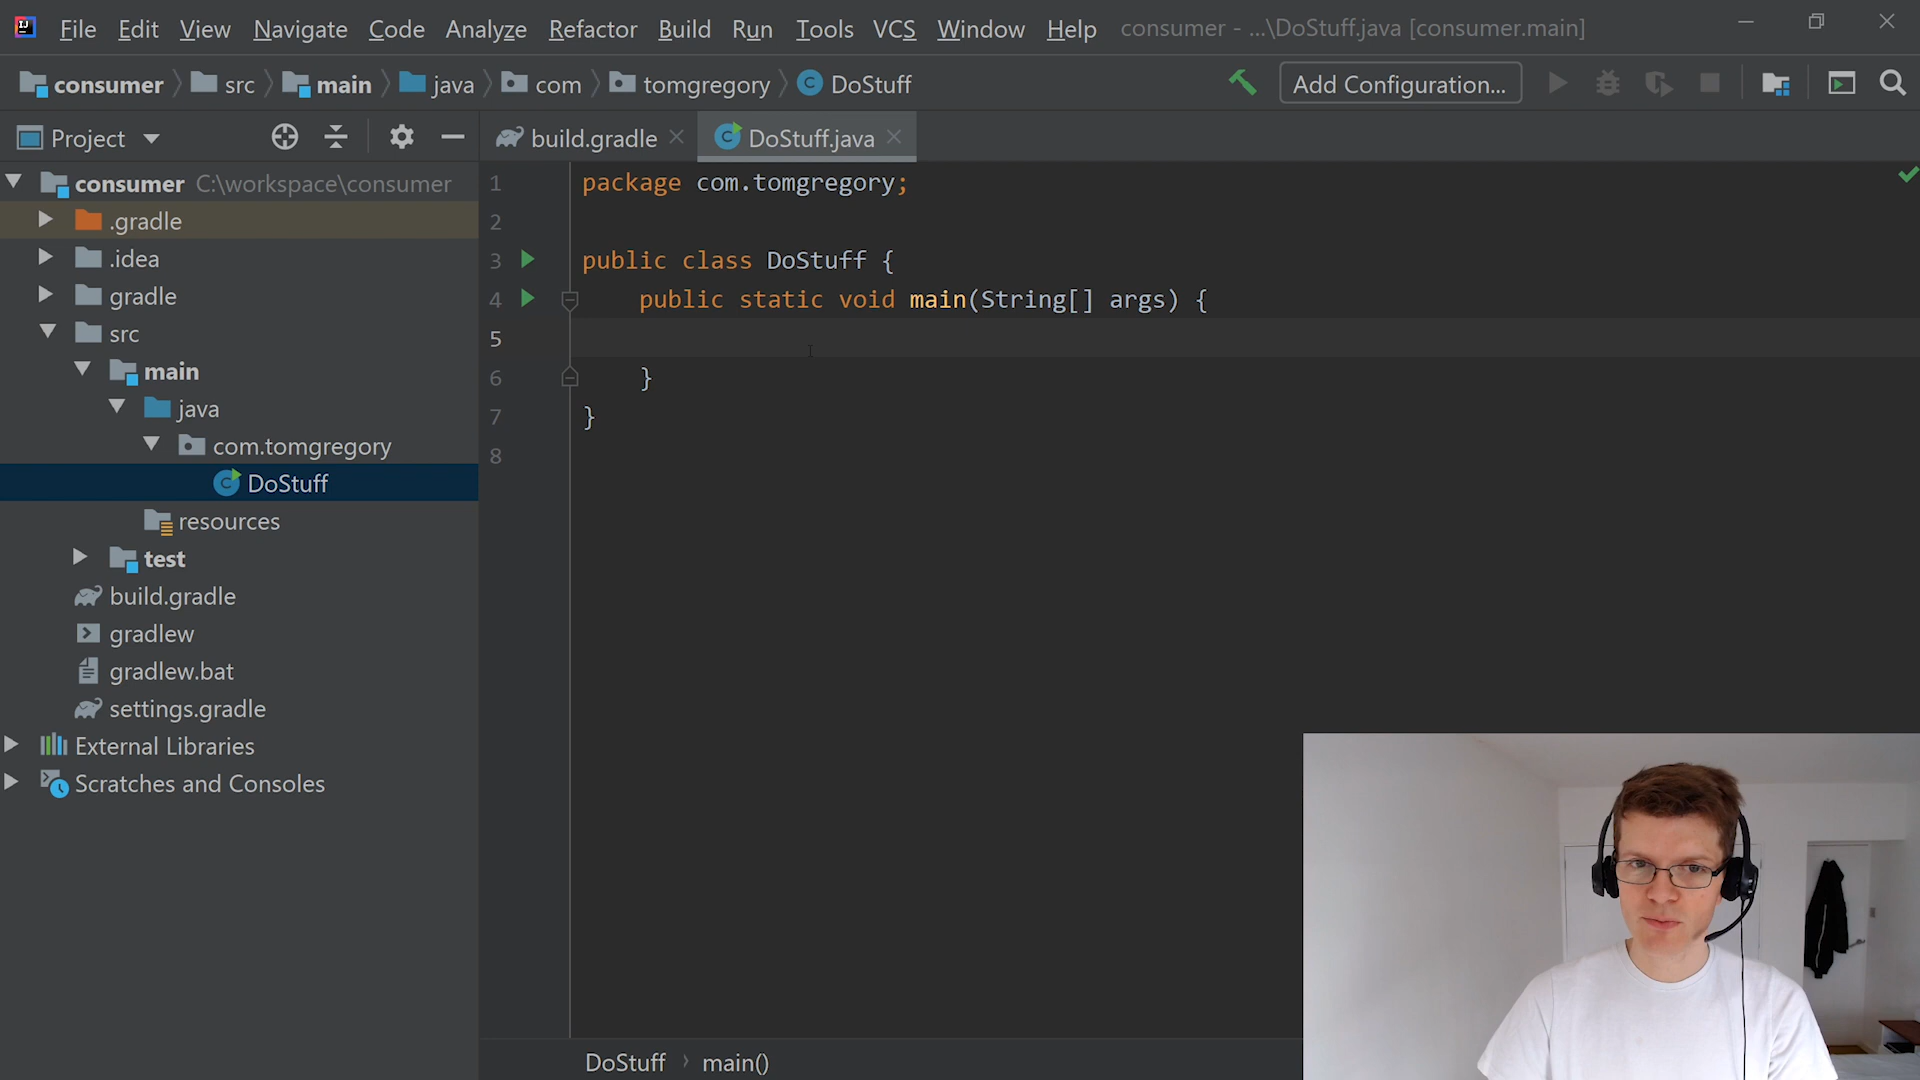 File Edit View Navigate Code Analyze Refactor Build Run Tools VCS Window Help consumer - ...\DoStuff.java [consumer.main]
consumer src main java com tomgregory DoStuff Add Configuration...
Project
build.gradle DoStuff.java
consumer C:\workspace\consumer
.gradle
.idea
gradle
src
main
java
com.tomgregory
DoStuff
resources
test
build.gradle
gradlew
gradlew.bat
settings.gradle
External Libraries
Scratches and Consoles
1 package com.tomgregory;
2
3 public class DoStuff {
4 public static void main(String[] args) {
5
6 }
7 }
8
DoStuff main()